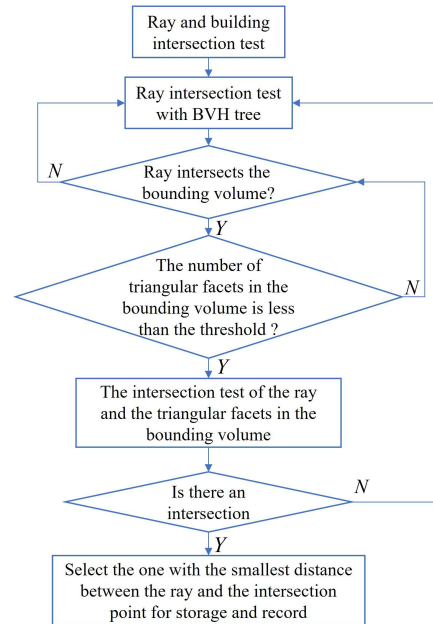 Ray and building
intersection test
Ray intersection test
with BVH tree
N
Ray intersects the
bounding volume?
Y
The number of
triangular facets in the
bounding volume is less
than the threshold ?
N
Y
The intersection test of the ray
and the triangular facets in the
bounding volume
Is there an
intersection
N
Y
Select the one with the smallest distance
between the ray and the intersection
point for storage and record